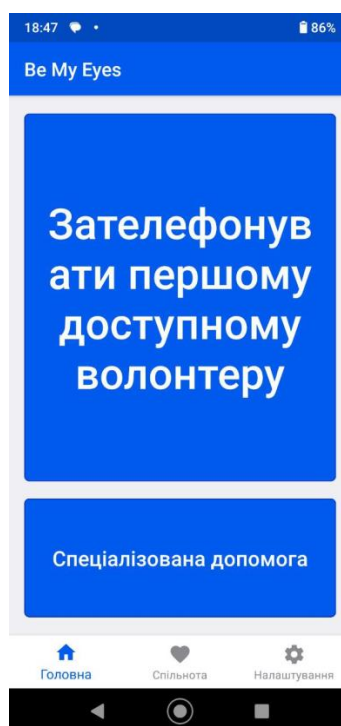 18:47 86%
Be My Eyes
Зателефонув
ати першому
доступному
волонтеру
Спеціалізована допомога
Головна Спільнота Налаштування